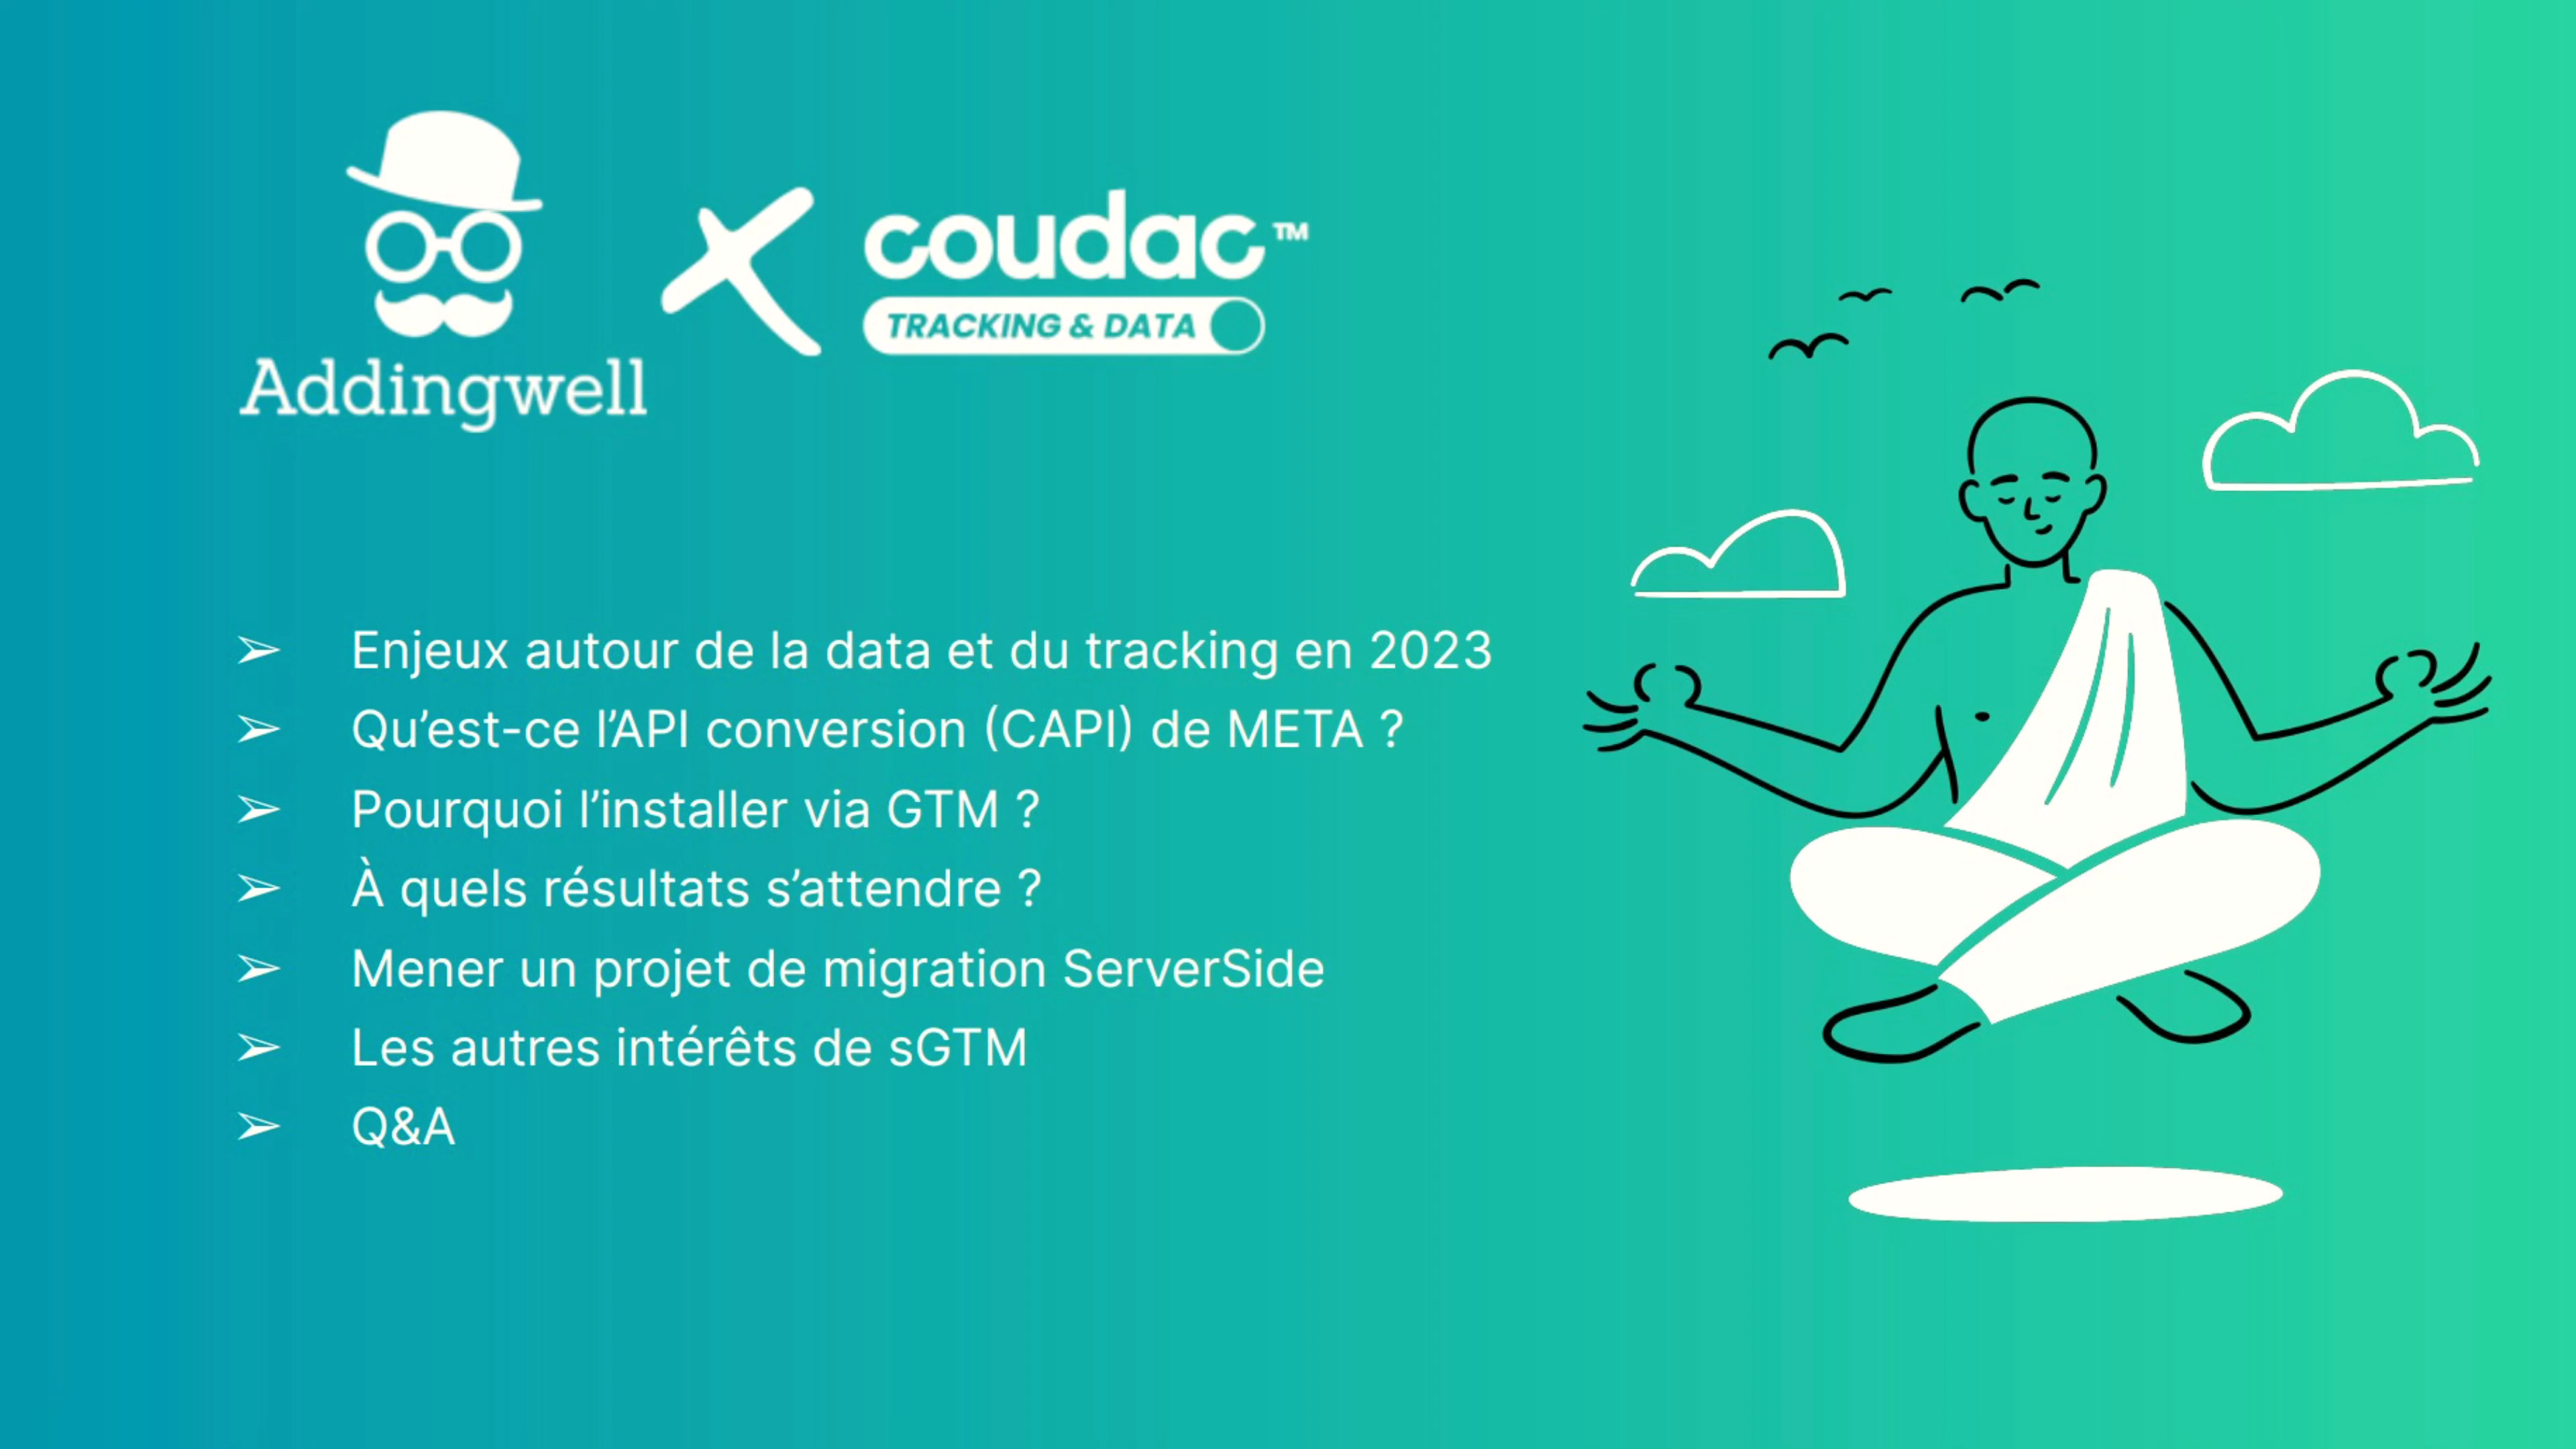 Addingwell
coudac™
TRACKING & DATA
➢ Enjeux autour de la data et du tracking en 2023
➢ Qu’est-ce l’API conversion (CAPI) de META ?
➢ Pourquoi l’installer via GTM ?
➢ À quels résultats s’attendre ?
➢ Mener un projet de migration ServerSide
➢ Les autres intérêts de sGTM
➢ Q&A